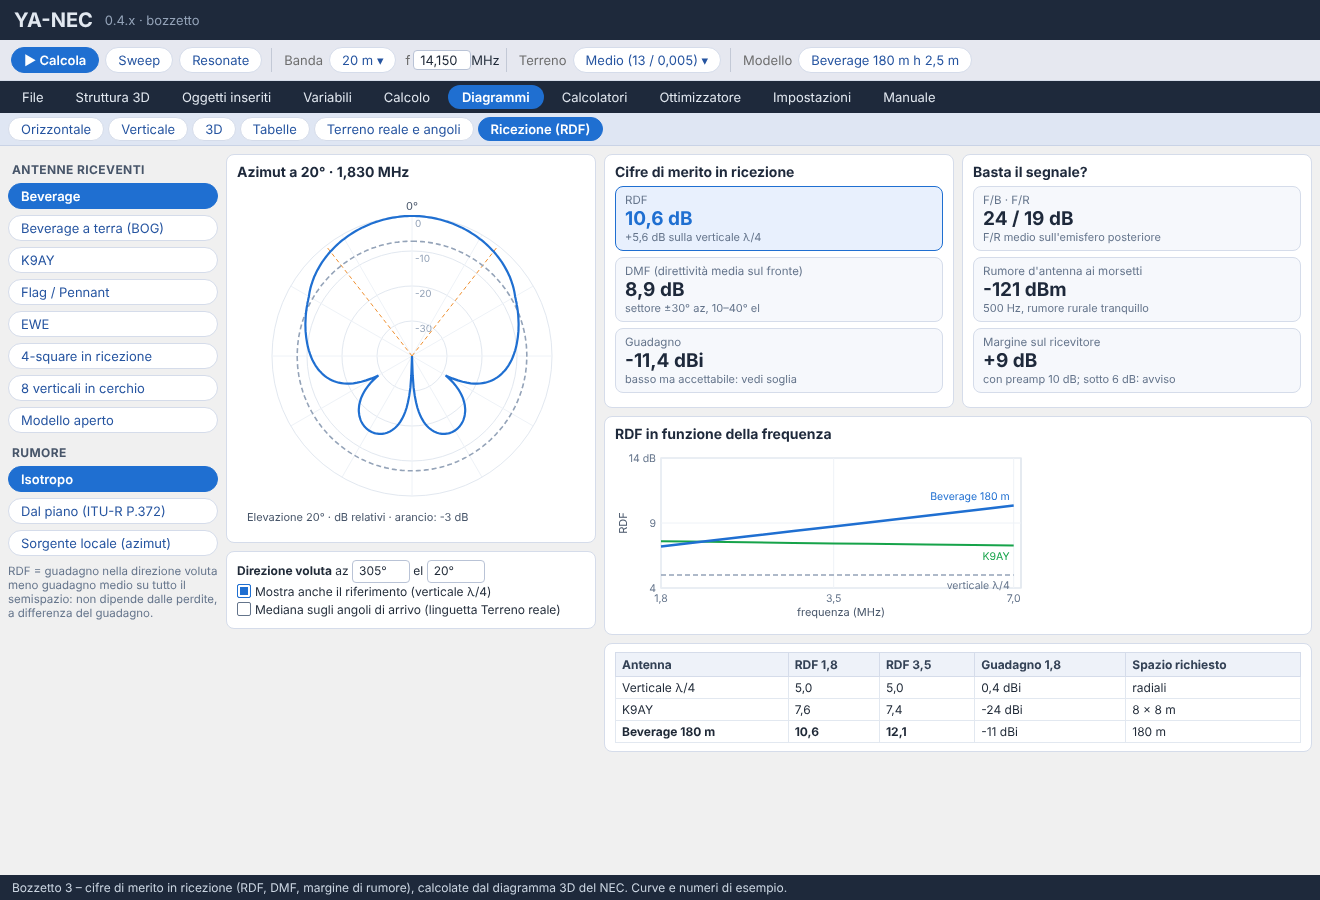 YA-NEC 0.4.x · bozzetto
▶ Calcola Sweep Resonate Banda 20 m ▾ f 14,150 MHz Terreno Medio (13 / 0,005) ▾ Modello Beverage 180 m h 2,5 m
File Struttura 3D Oggetti inseriti Variabili Calcolo Diagrammi Calcolatori Ottimizzatore Impostazioni Manuale
Orizzontale Verticale 3D Tabelle Terreno reale e angoli Ricezione (RDF)
ANTENNE RICEVENTI
Beverage
Beverage a terra (BOG)
K9AY
Flag / Pennant
EWE
4-square in ricezione
8 verticali in cerchio
Modello aperto
RUMORE
Isotropo
Dal piano (ITU-R P.372)
Sorgente locale (azimut)
RDF = guadagno nella direzione voluta
meno guadagno medio su tutto il
semispazio: non dipende dalle perdite,
a differenza del guadagno.
Azimut a 20° · 1,830 MHz
0°
0
-10
-20
-30
Elevazione 20° · dB relativi · arancio: -3 dB
Direzione voluta az 305° el 20°
Mostra anche il riferimento (verticale λ/4)
Mediana sugli angoli di arrivo (linguetta Terreno reale)
Cifre di merito in ricezione
RDF
10,6 dB
+5,6 dB sulla verticale λ/4
DMF (direttività media sul fronte)
8,9 dB
settore ±30° az, 10–40° el
Guadagno
-11,4 dBi
basso ma accettabile: vedi soglia
Basta il segnale?
F/B · F/R
24 / 19 dB
F/R medio sull'emisfero posteriore
Rumore d'antenna ai morsetti
-121 dBm
500 Hz, rumore rurale tranquillo
Margine sul ricevitore
+9 dB
con preamp 10 dB; sotto 6 dB: avviso
RDF in funzione della frequenza
14 dB
Beverage 180 m
RDF
9
K9AY
verticale λ/4
4
1,8 3,5 7,0
frequenza (MHz)
Antenna RDF 1,8 RDF 3,5 Guadagno 1,8 Spazio richiesto
Verticale λ/4 5,0 5,0 0,4 dBi radiali
K9AY 7,6 7,4 -24 dBi 8 × 8 m
Beverage 180 m 10,6 12,1 -11 dBi 180 m
Bozzetto 3 – cifre di merito in ricezione (RDF, DMF, margine di rumore), calcolate dal diagramma 3D del NEC. Curve e numeri di esempio.